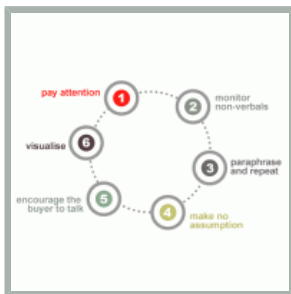 pay attention
1
2
monitor
non-verbals
3
paraphrase
and repeat
4
make no
assumption
5
encourage the
buyer to talk
6
visualise